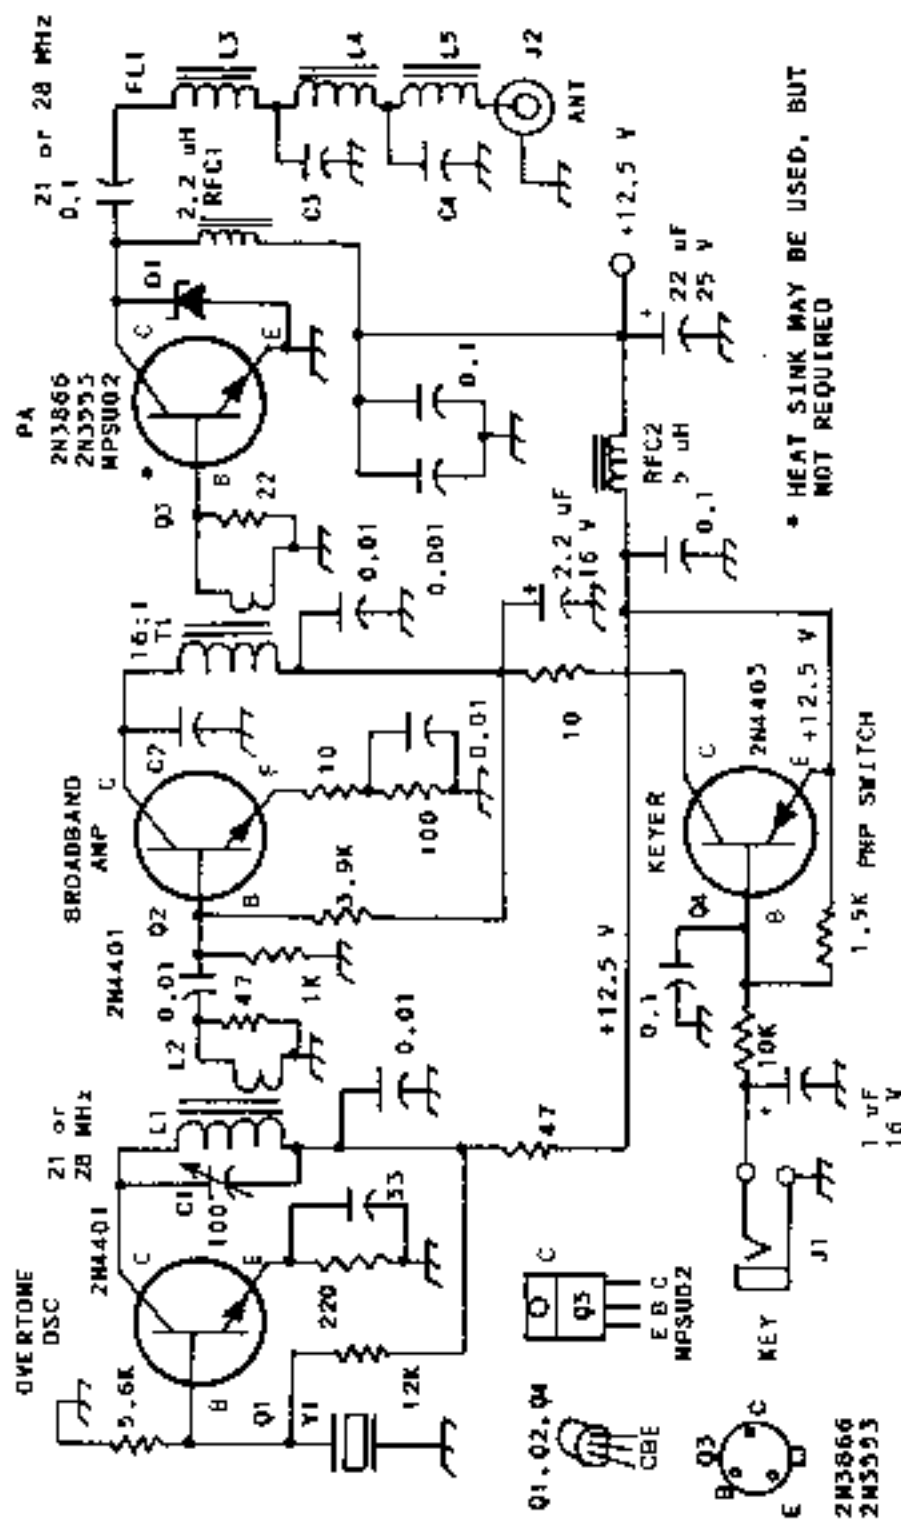 OVERTONE
OSC
5.6K
B
Q1
Y1
12K
C
E
220
33
2N4401
21 or
28 MHz
C1
100
L1
L2
0.01
47
47
1K
0.01
2N4401
Q2
BROADBAND
AMP
B
C
E
3.9K
10
100
0.01
C2
16:1
T1
0.01
0.001
Q3
B
22
PA
2N3866
2N3553
MPSU02
*
C
E
D1
21 or 28 MHz
0.1
2.2 uH
RFC1
FL1
L3
L4
L5
C3
C4
J2
ANT
0.1
2.2 uF
16 V
10
+12.5 V
+12.5 V
RFC2
5 uH
0.1
22 uF
25 V
+12.5 V
KEYER
2N4403
Q4
B
C
E
0.1
10K
1.5K
PNP SWITCH
1 uF
16 V
J1
KEY
Q1,Q2,Q4
CBE
C
Q3
E B C
MPSU02
Q3
B
C
E
2N3866
2N3553
* HEAT SINK MAY BE USED, BUT
NOT REQUIRED